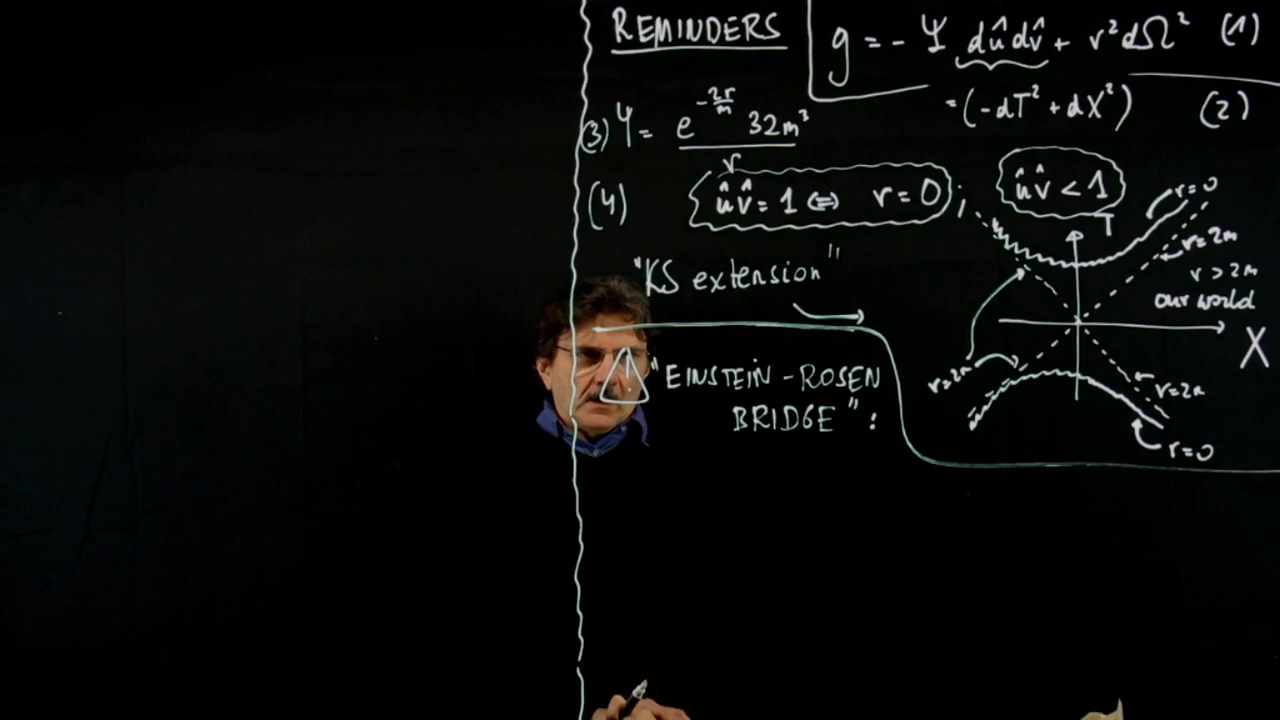 REMINDERS
g = - Ψ dûdv̂ + r²dΩ² (1)
= (-dT² + dX²) (2)
(3) Ψ = e^{-2r/m} 32m³ / r
(4) ûv̂ = 1 ⇔ r = 0 ; ûv̂ < 1
T
r=0
r=2m
r > 2m
our world
"KS extension"
X
r=2m
"EINSTEIN-ROSEN
BRIDGE" :
r=2m
r=0